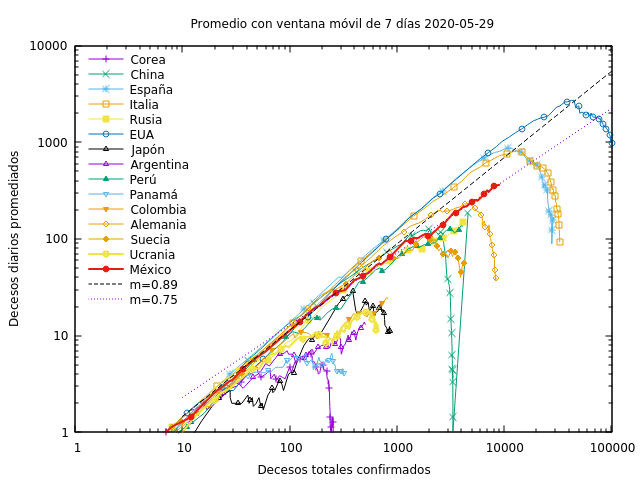 Promedio con ventana móvil de 7 días 2020-05-29
Decesos diarios promediados
10000
1000
100
10
1
Corea
China
España
Italia
Rusia
EUA
Japón
Argentina
Perú
Panamá
Colombia
Alemania
Suecia
Ucrania
México
m=0.89
m=0.75
1 10 100 1000 10000 100000
Decesos totales confirmados